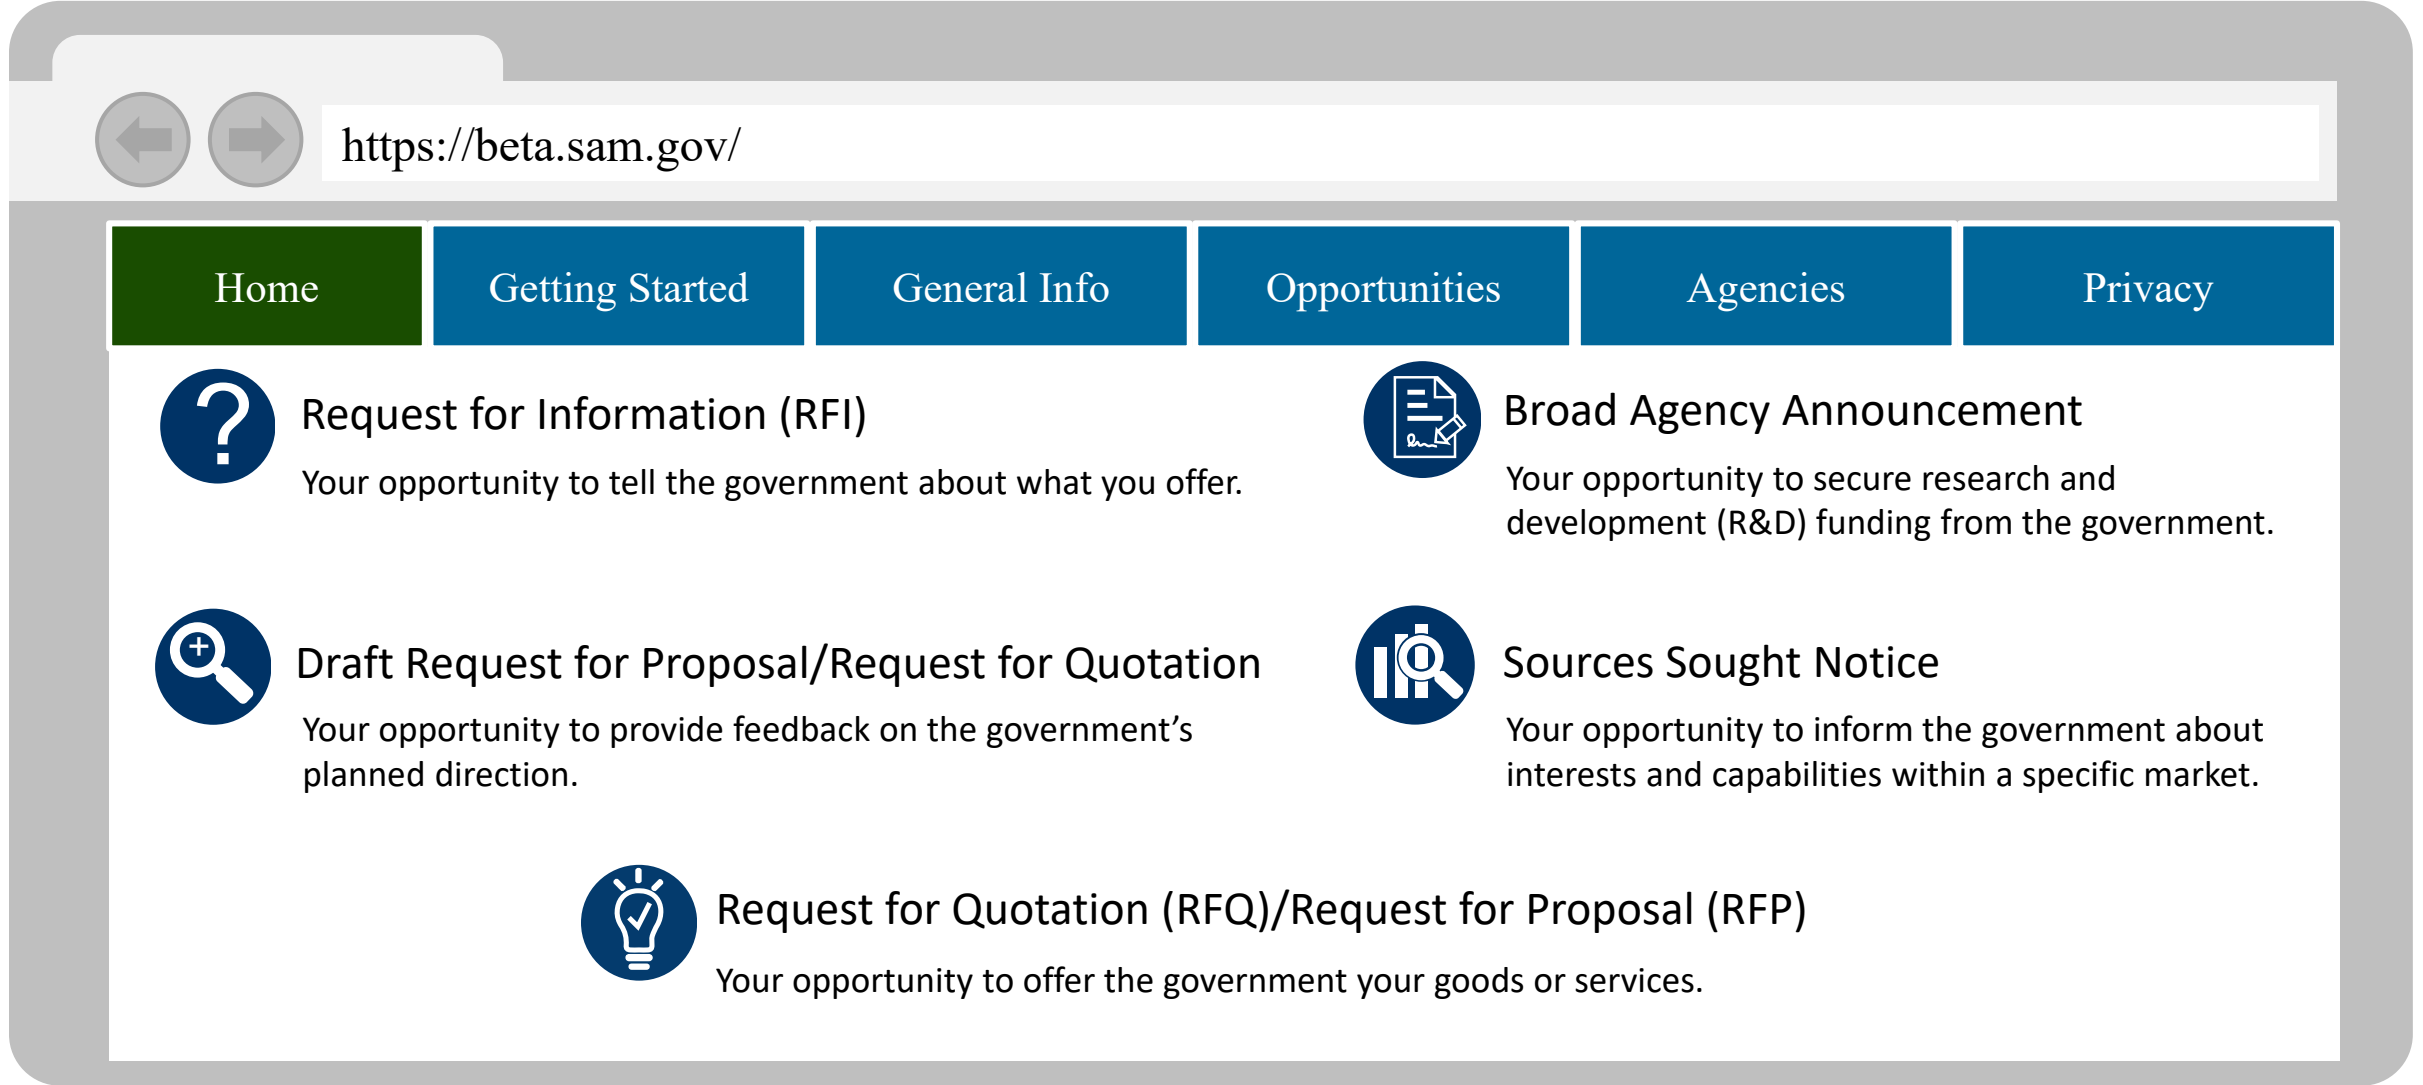 https://beta.sam.gov/
Home
Getting Started
General Info
Opportunities
Agencies
Privacy
Request for Information (RFI)
Your opportunity to tell the government about what you offer.
Broad Agency Announcement
Your opportunity to secure research and
development (R&D) funding from the government.
Draft Request for Proposal/Request for Quotation
Your opportunity to provide feedback on the government’s
planned direction.
Sources Sought Notice
Your opportunity to inform the government about
interests and capabilities within a specific market.
Request for Quotation (RFQ)/Request for Proposal (RFP)
Your opportunity to offer the government your goods or services.